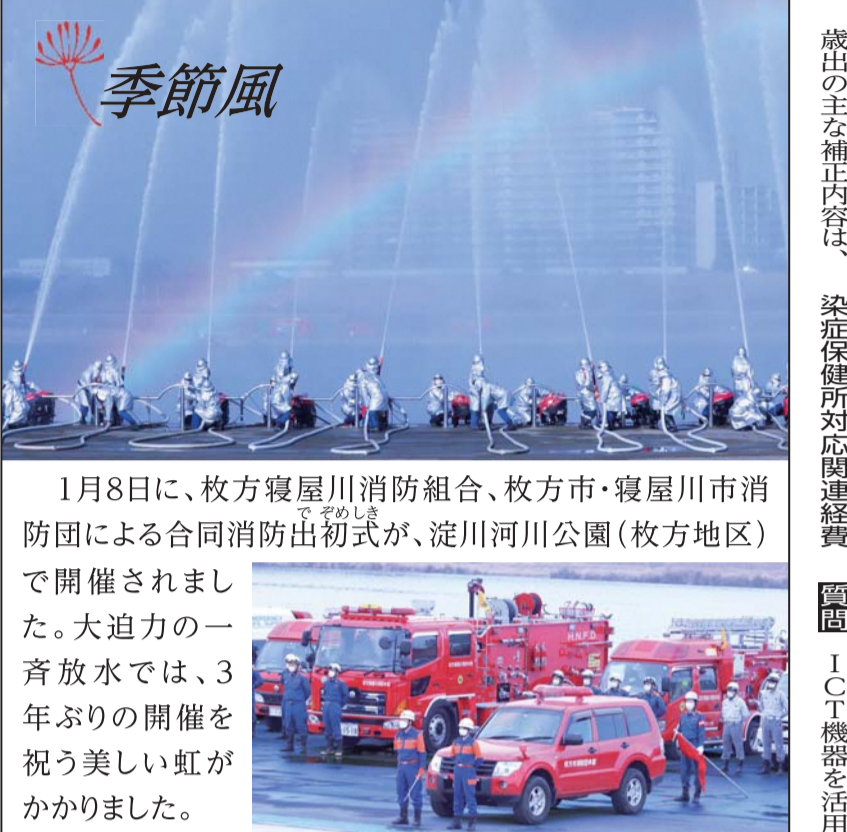 季節風
1月8日に、枚方寝屋川消防組合、枚方市・寝屋川市消
でぞめしき
防団による合同消防出初式が、淀川河川公園(枚方地区)
で開催されまし
た。大迫力の一
斉放水では、3
年ぶりの開催を
祝う美しい虹が
かかりました。
H.N.F.D.
歳出の主な補正内容は、
染症保健所対応関連経費
質問
ICT機器を活用